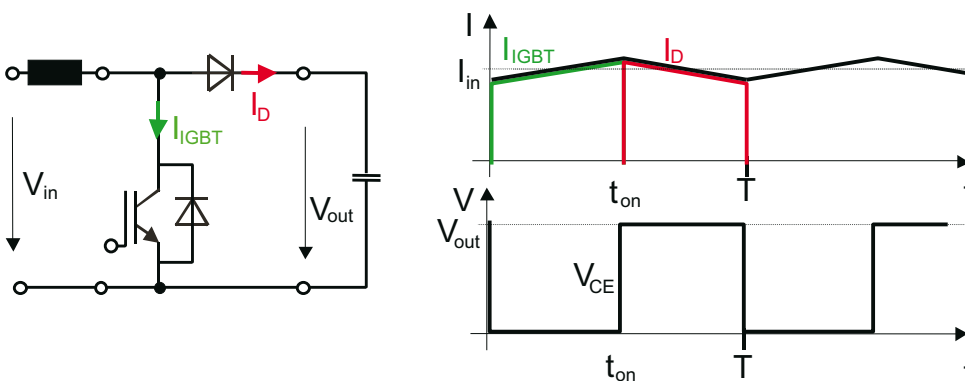 I_D
I_IGBT
V_in
V_out
I
I_IGBT
I_D
I_in
t_on
T
V
V_out
V_CE
t_on
T